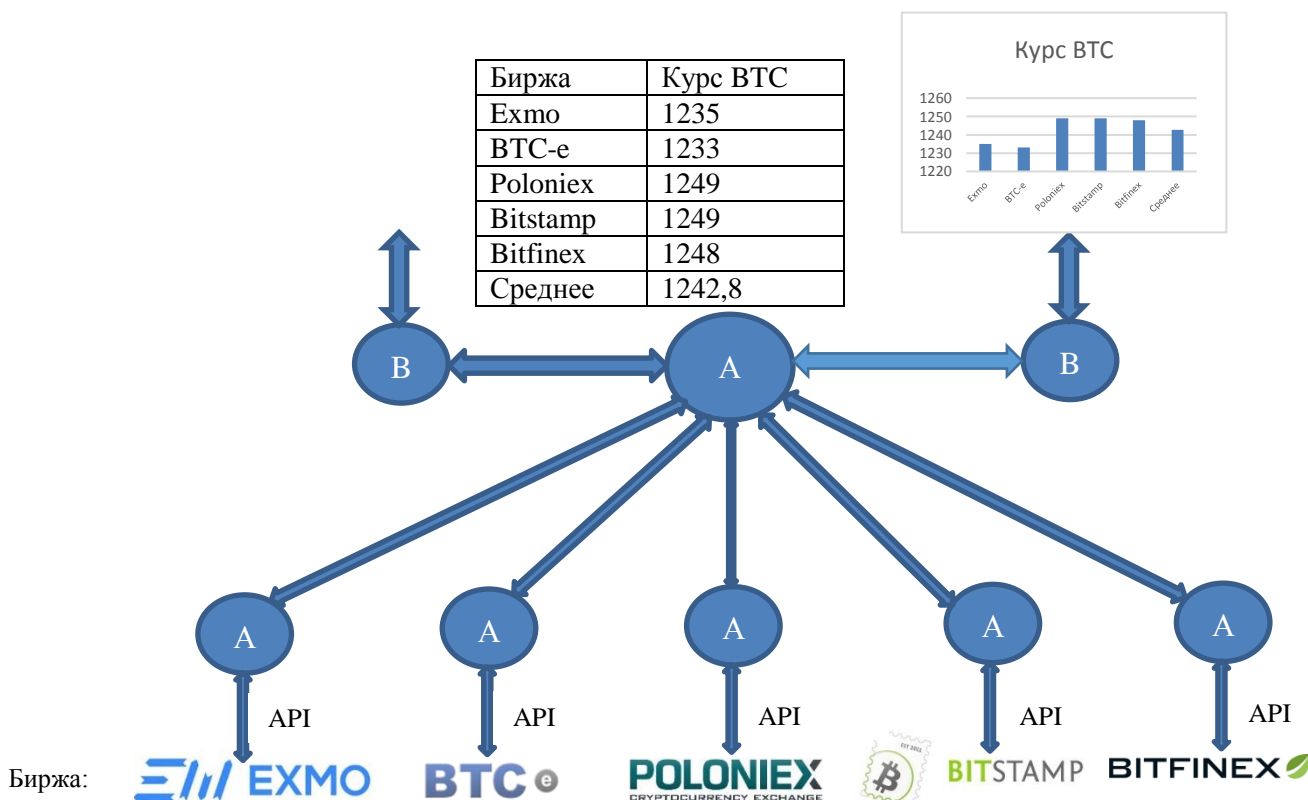 Биржа Курс BTC
Exmo 1235
BTC-e 1233
Poloniex 1249
Bitstamp 1249
Bitfinex 1248
Среднее 1242,8
Курс BTC
1260
1250
1240
1230
1220
Exmo
BTC-e
Poloniex
Bitstamp
Bitfinex
Среднее
B
A
B
A
A
A
A
A
API
API
API
API
API
Биржа:
EXMO
BTC e
POLONIEX
CRYPTOCURRENCY EXCHANGE
EST 2011
BITSTAMP
BITFINEX